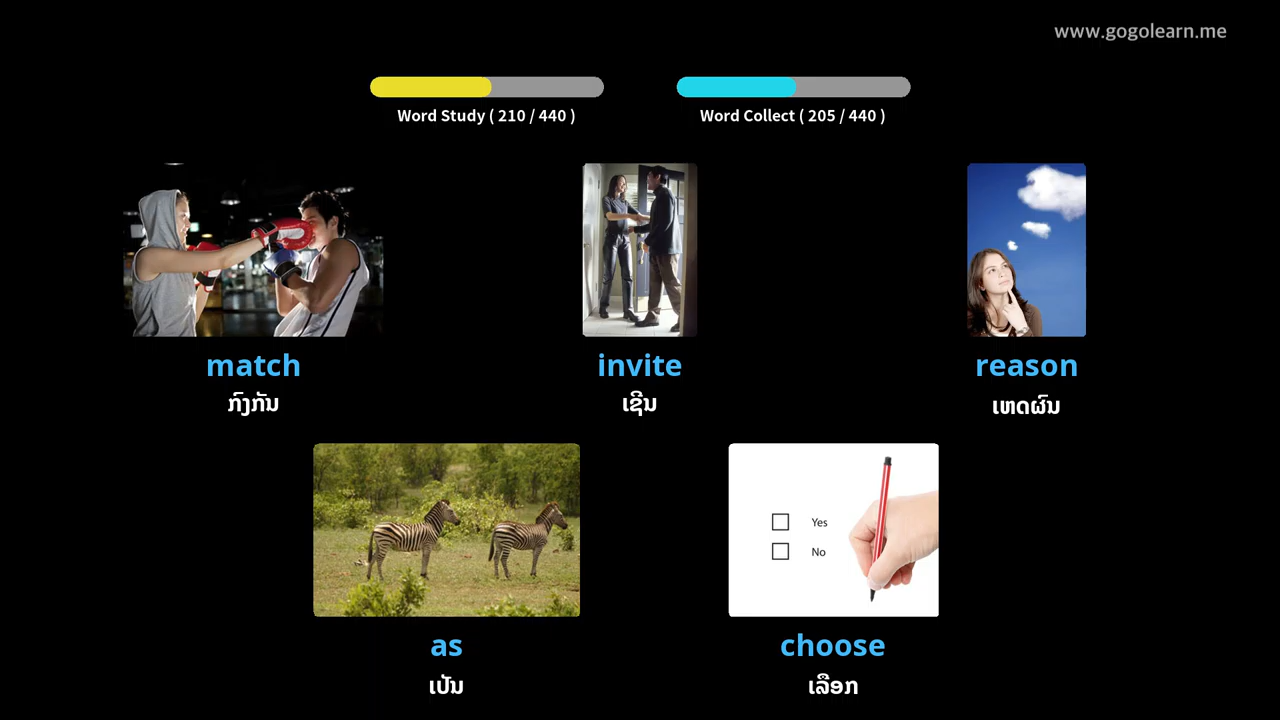 www.gogolearn.me
Word Study ( 210 / 440 )
Word Collect ( 205 / 440 )
match
ກົງກັນ
invite
ເຊີນ
reason
ເຫດຜົນ
Yes
No
as
ເປັນ
choose
ເລືອກ